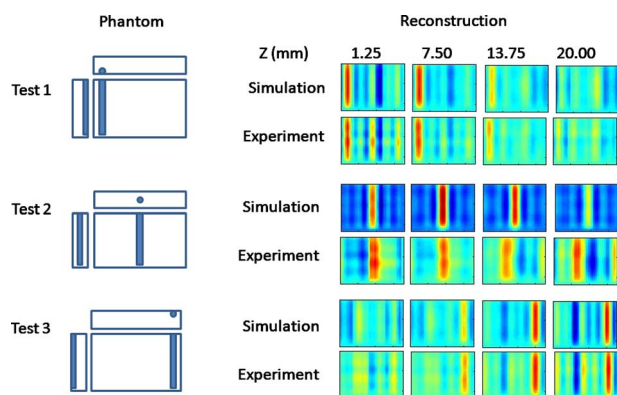 Phantom Reconstruction
Z (mm) 1.25 7.50 13.75 20.00
Test 1 Simulation
Experiment
Test 2 Simulation
Experiment
Test 3 Simulation
Experiment